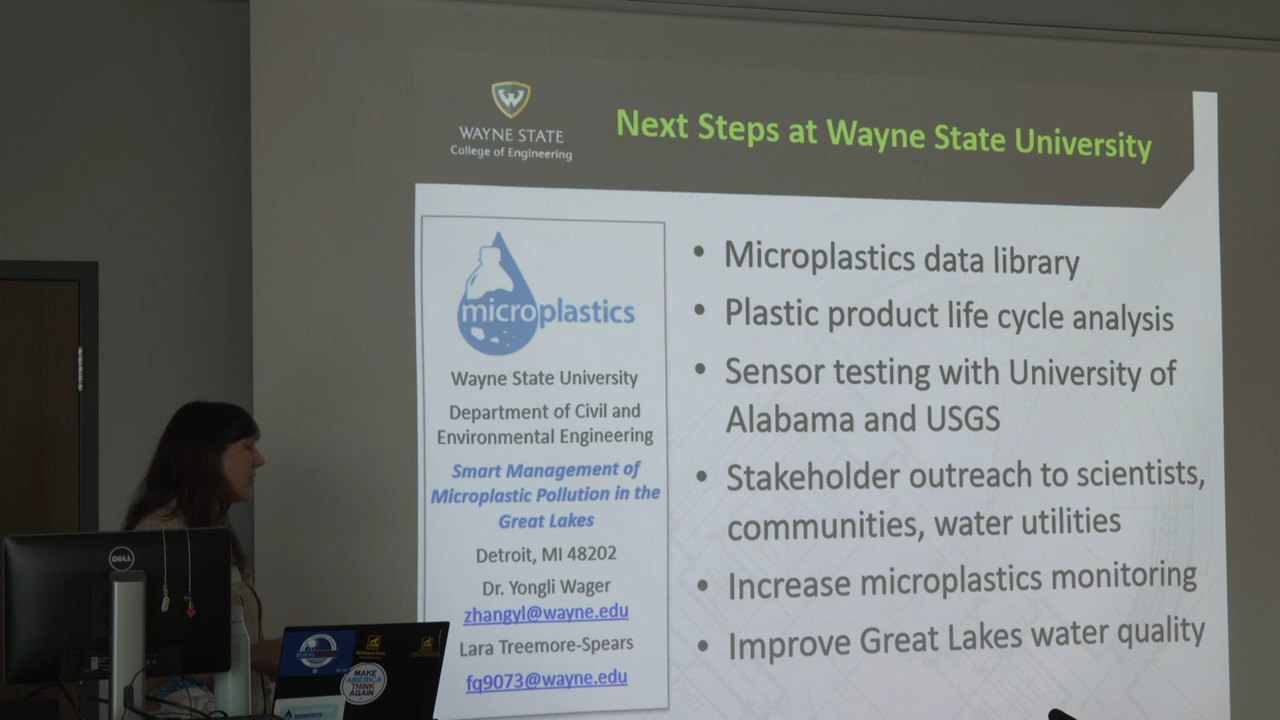 WAYNE STATE
College of Engineering
Next Steps at Wayne State University
microplastics
Wayne State University
Department of Civil and
Environmental Engineering
Smart Management of
Microplastic Pollution in the
Great Lakes
Detroit, MI 48202
Dr. Yongli Wager
zhangyl@wayne.edu
Lara Treemore-Spears
fq9073@wayne.edu
• Microplastics data library
• Plastic product life cycle analysis
• Sensor testing with University of
Alabama and USGS
• Stakeholder outreach to scientists,
communities, water utilities
• Increase microplastics monitoring
• Improve Great Lakes water quality
DELL
MAKE
AMERICA
THINK
AGAIN